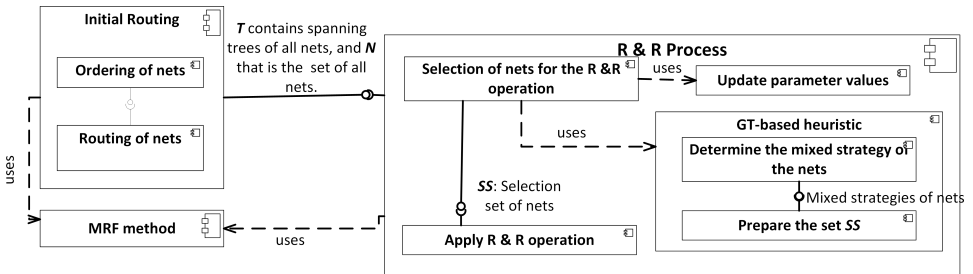 Initial Routing
Ordering of nets
Routing of nets
uses
MRF method
T contains spanning
trees of all nets, and N
that is the set of all
nets.
uses
R & R Process
Selection of nets for the R &R
operation
uses
Update parameter values
uses
GT-based heuristic
Determine the mixed strategy of
the nets
Mixed strategies of nets
Prepare the set SS
SS: Selection
set of nets
Apply R & R operation